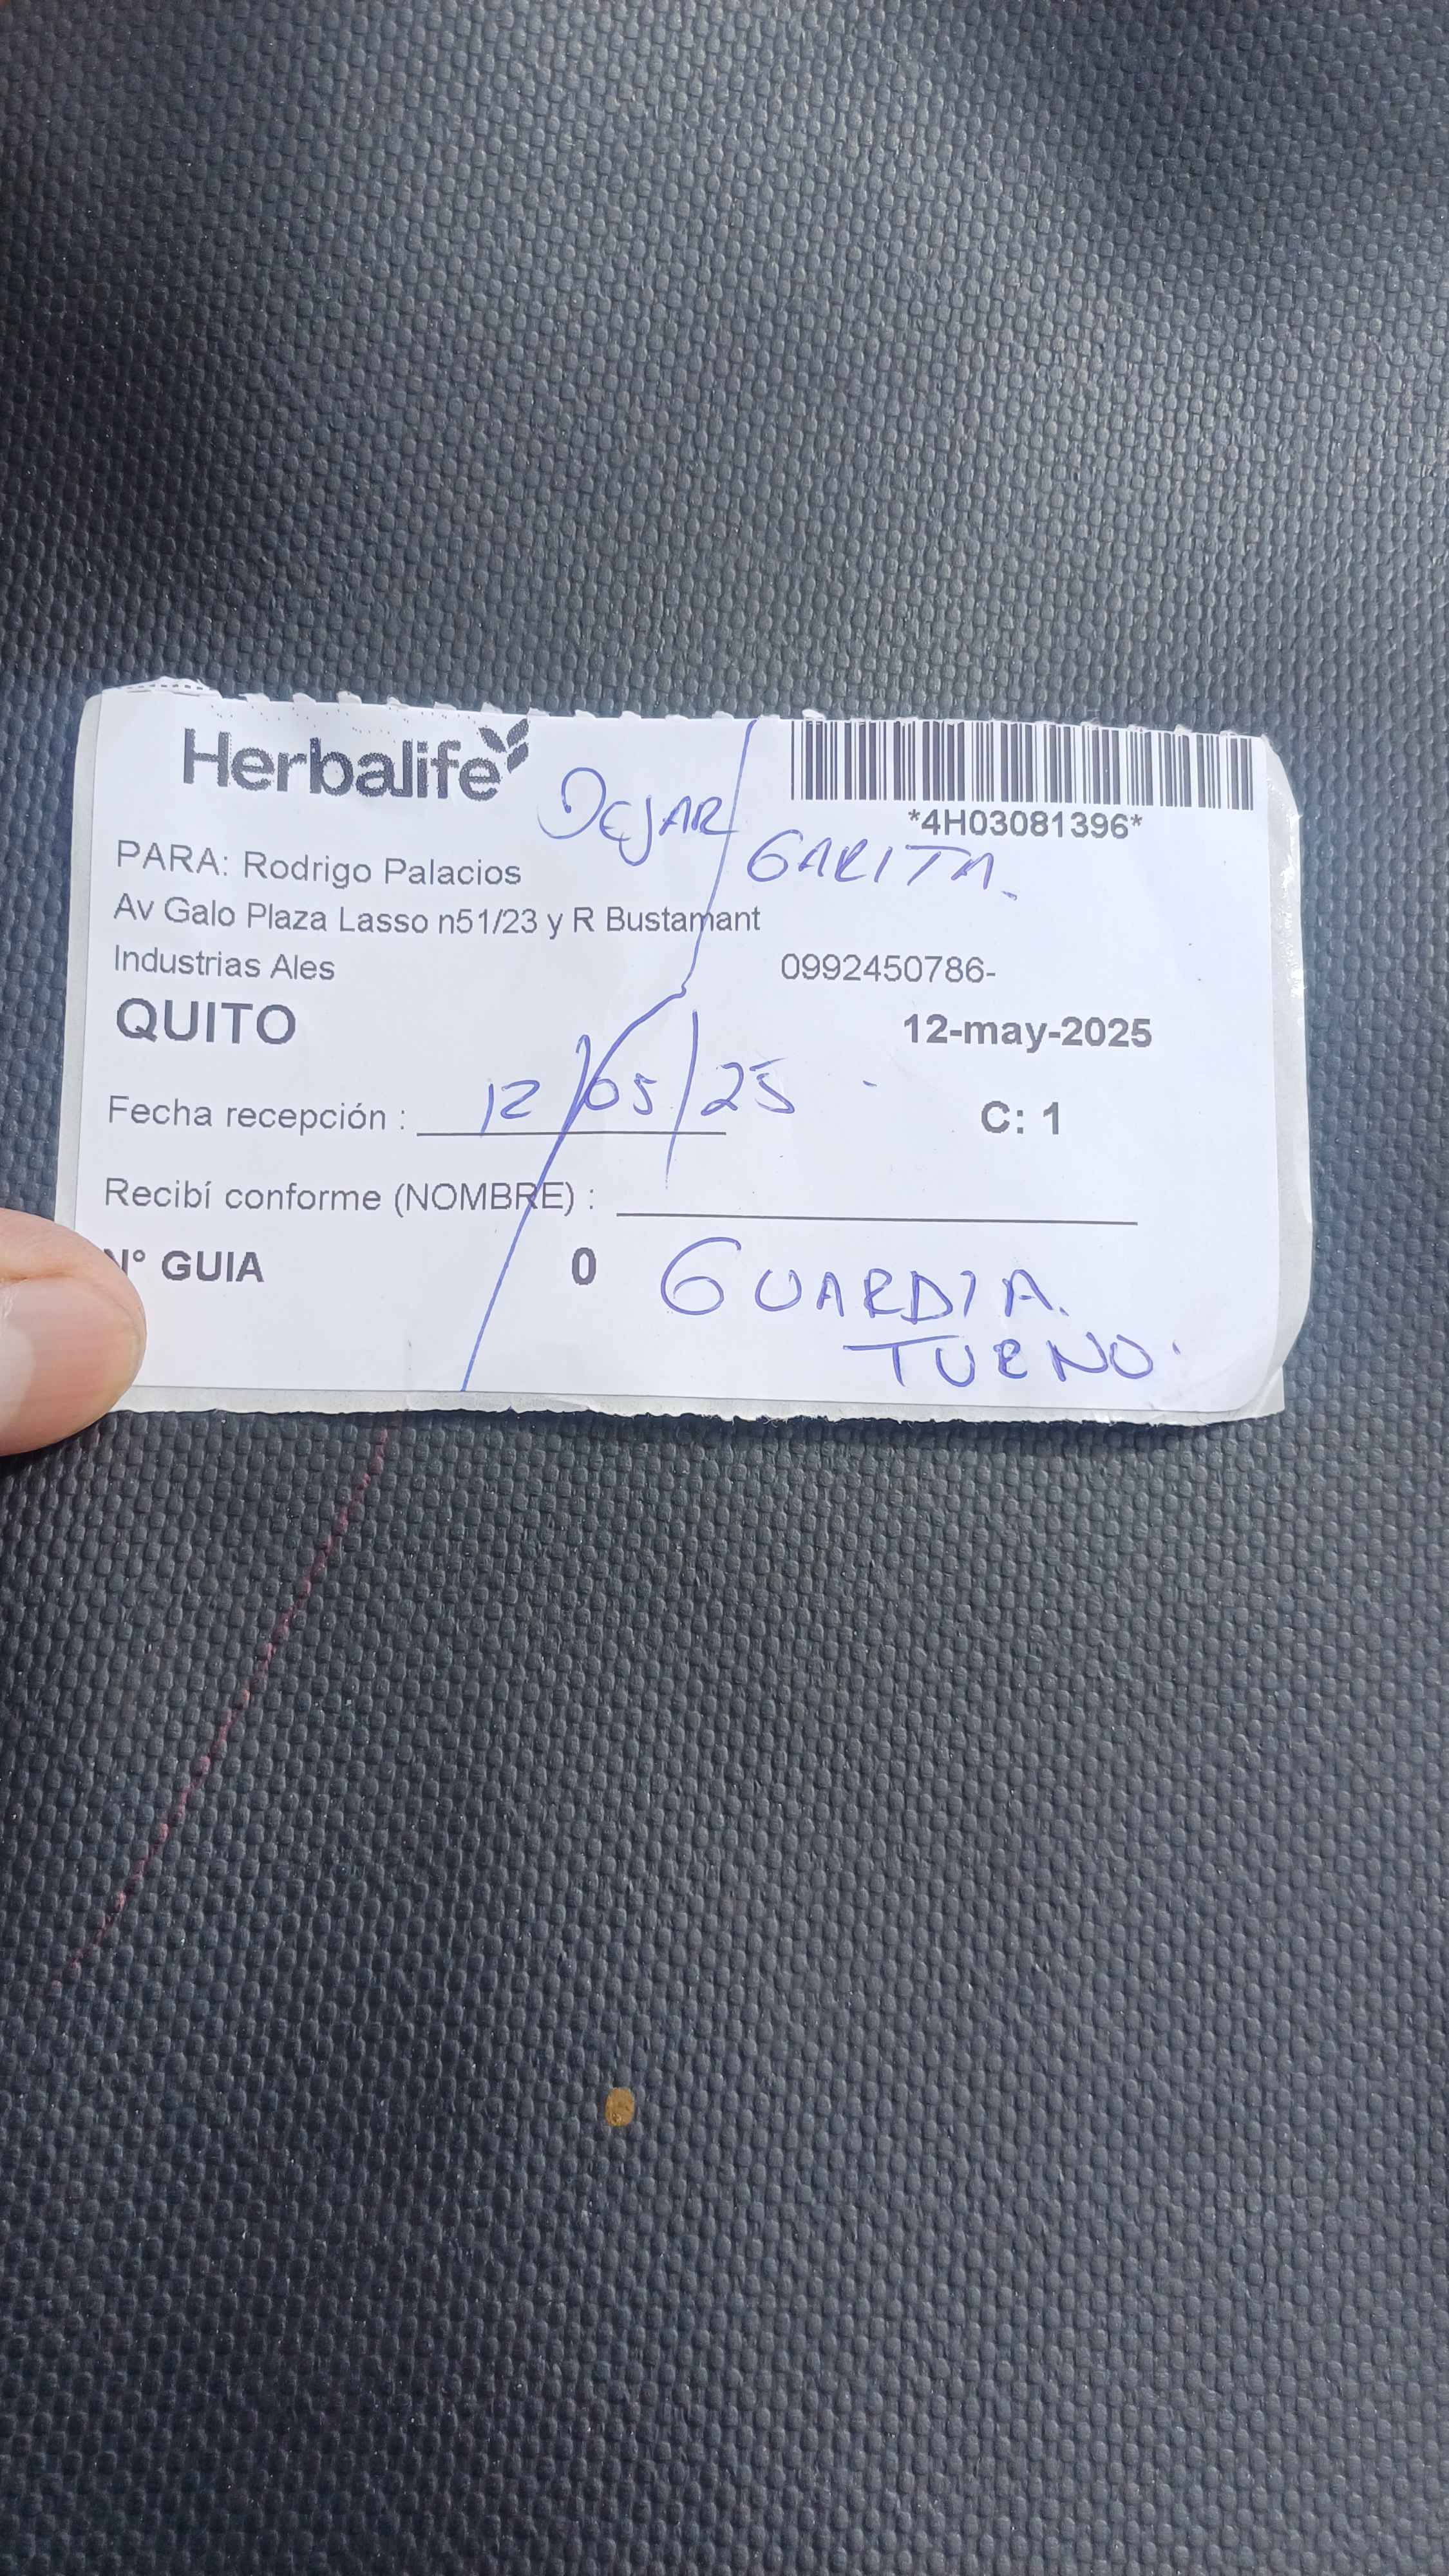 Herbalife
*4H03081396*
DEJAR GARITA.
PARA: Rodrigo Palacios
Av Galo Plaza Lasso n51/23 y R Bustamant
Industrias Ales 0992450786-
QUITO 12-may-2025
Fecha recepción : 12/05/25 C: 1
Recibí conforme (NOMBRE) :
N° GUIA 0
GUARDIA.
TURNO.